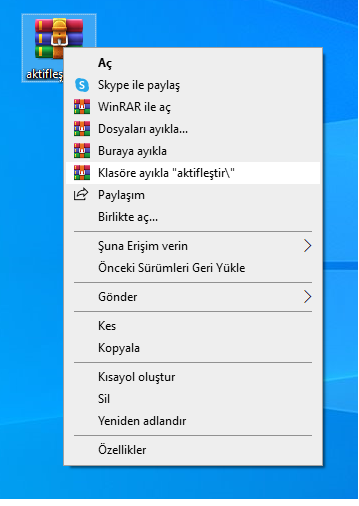 aktifleş
Aç
Skype ile paylaş
WinRAR ile aç
Dosyaları ayıkla...
Buraya ayıkla
Klasöre ayıkla "aktifleştir\"
Paylaşım
Birlikte aç...
Şuna Erişim verin
Önceki Sürümleri Geri Yükle
Gönder
Kes
Kopyala
Kısayol oluştur
Sil
Yeniden adlandır
Özellikler